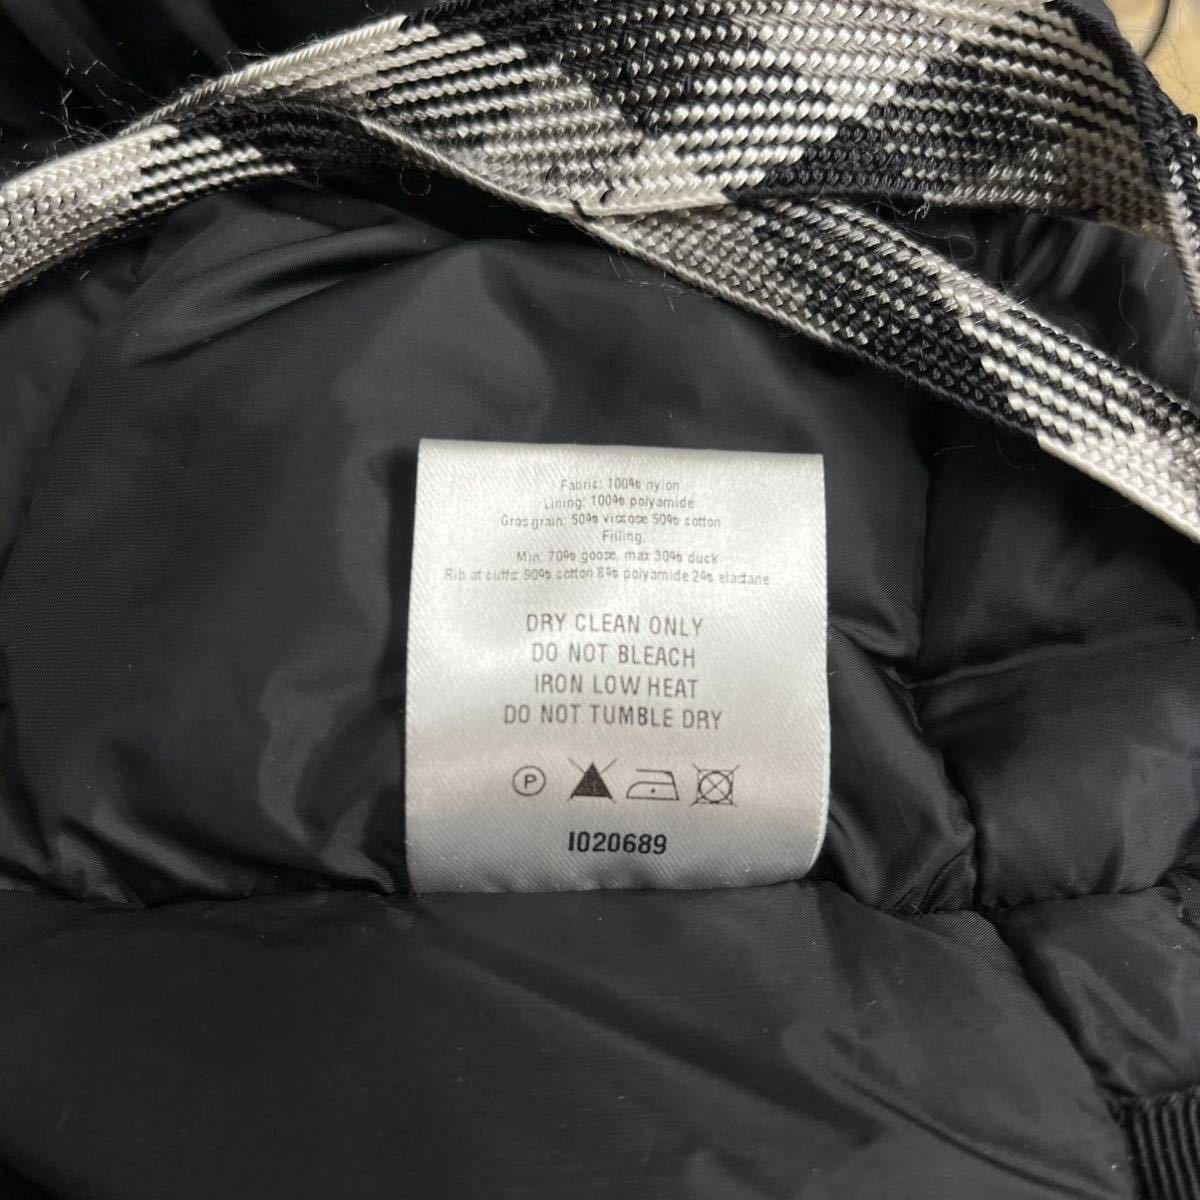 Fabric: 100% nylon
Lining: 100% polyamide
Gros grain: 50% viscose 50% cotton
Filling,
Min. 70% goose, max 30% duck
Rib at cuffs: 90% cotton 8% polyamide 2% elastane
DRY CLEAN ONLY
DO NOT BLEACH
IRON LOW HEAT
DO NOT TUMBLE DRY
P
I020689